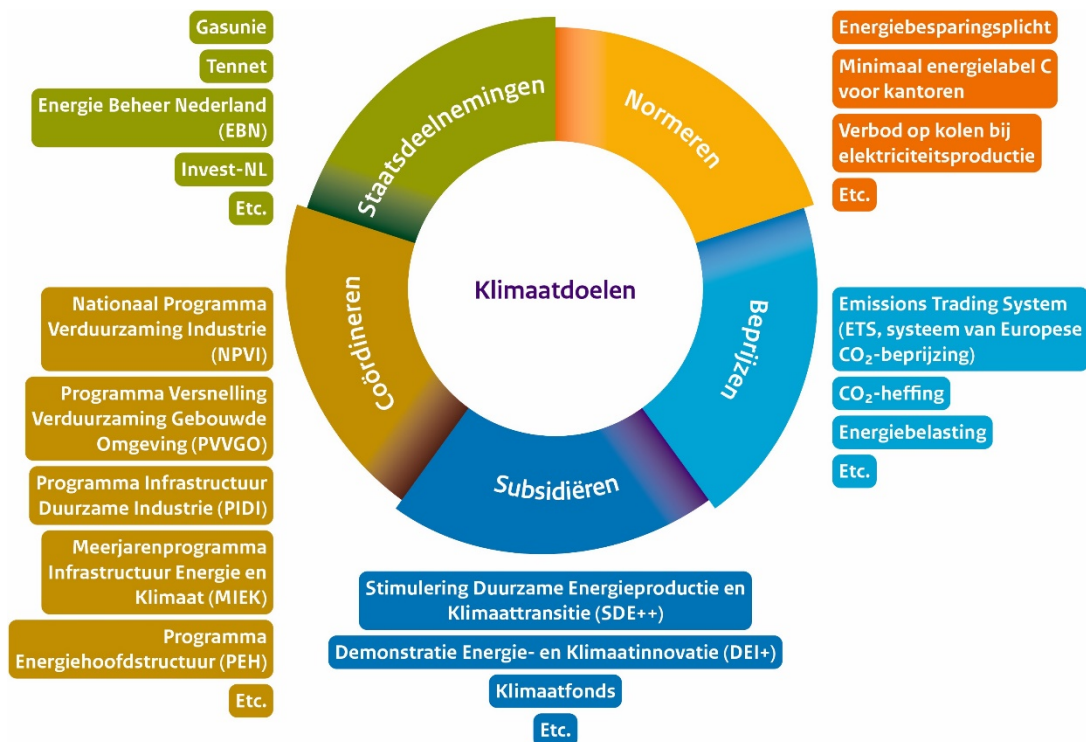 Gasunie
Tennet
Energie Beheer Nederland
(EBN)
Invest-NL
Etc.
Staatsdeelnemingen
Normeren
Energiebesparingsplicht
Minimaal energielabel C
voor kantoren
Verbod op kolen bij
elektriciteitsproductie
Etc.
Klimaatdoelen
Coördineren
Beprijzen
Subsidiëren
Nationaal Programma
Verduurzaming Industrie
(NPVI)
Programma Versnelling
Verduurzaming Gebouwde
Omgeving (PVVGO)
Programma Infrastructuur
Duurzame Industrie (PIDI)
Meerjarenprogramma
Infrastructuur Energie en
Klimaat (MIEK)
Programma
Energiehoofdstructuur (PEH)
Etc.
Emissions Trading System
(ETS, systeem van Europese
CO₂-beprijzing)
CO₂-heffing
Energiebelasting
Etc.
Stimulering Duurzame Energieproductie en
Klimaattransitie (SDE++)
Demonstratie Energie- en Klimaatinnovatie (DEI+)
Klimaatfonds
Etc.